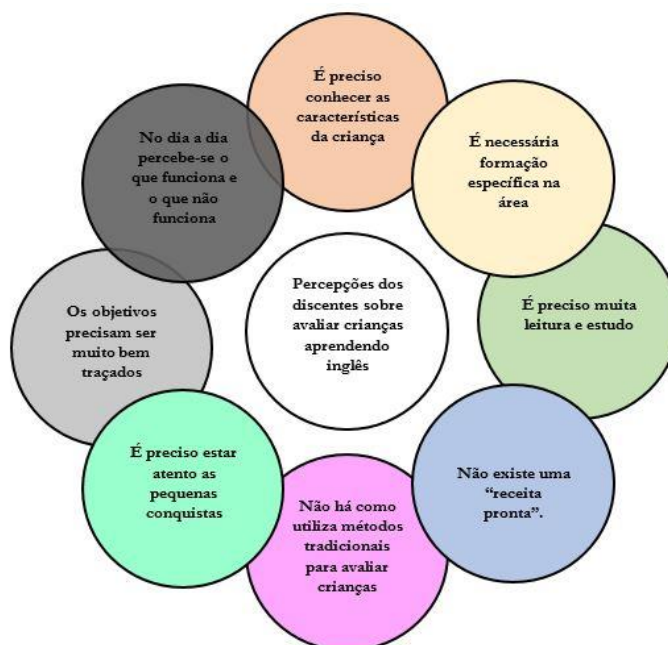 É preciso
conhecer as
características
da criança
É necessária
formação
específica na
área
É preciso muita
leitura e estudo
Não existe uma
“receita
pronta”.
Não há como
utiliza métodos
tradicionais
para avaliar
crianças
É preciso estar
atento as
pequenas
conquistas
Os objetivos
precisam ser
muito bem
traçados
No dia a dia
percebe-se o
que funciona e
o que não
funciona
Percepções dos
discentes sobre
avaliar crianças
aprendendo
inglês